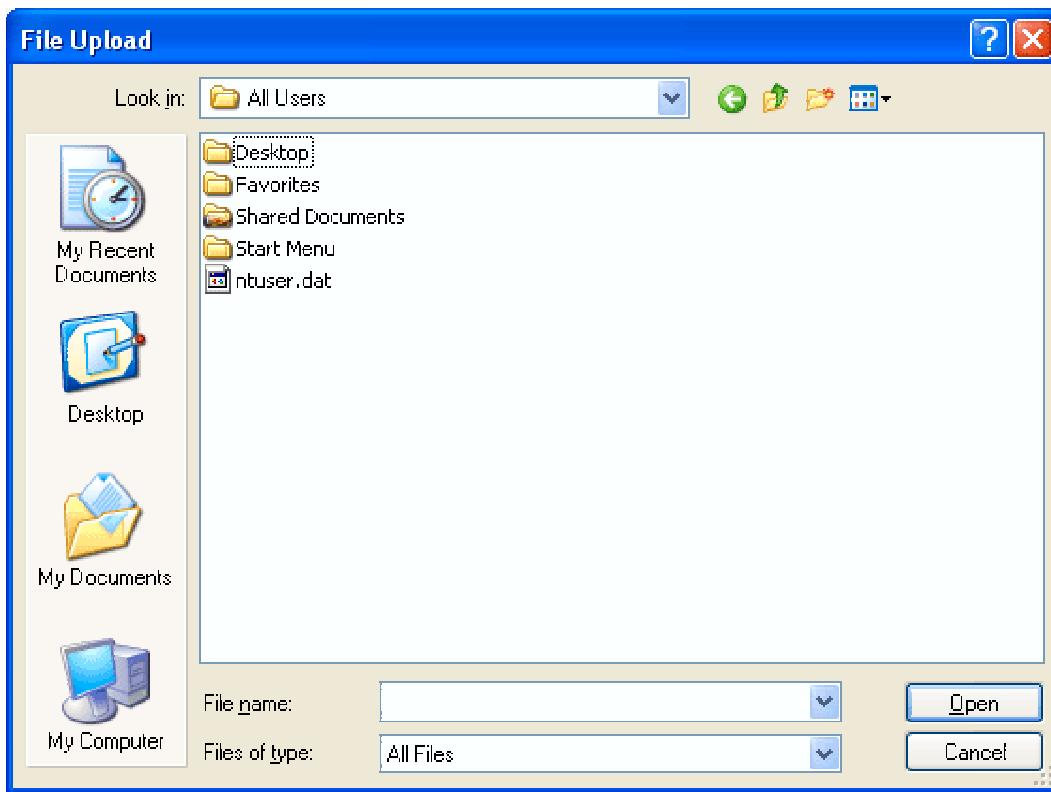 File Upload
Look in:
All Users
Desktop
Favorites
Shared Documents
Start Menu
ntuser.dat
My Recent
Documents
Desktop
My Documents
My Computer
File name:
Open
Files of type:
All Files
Cancel